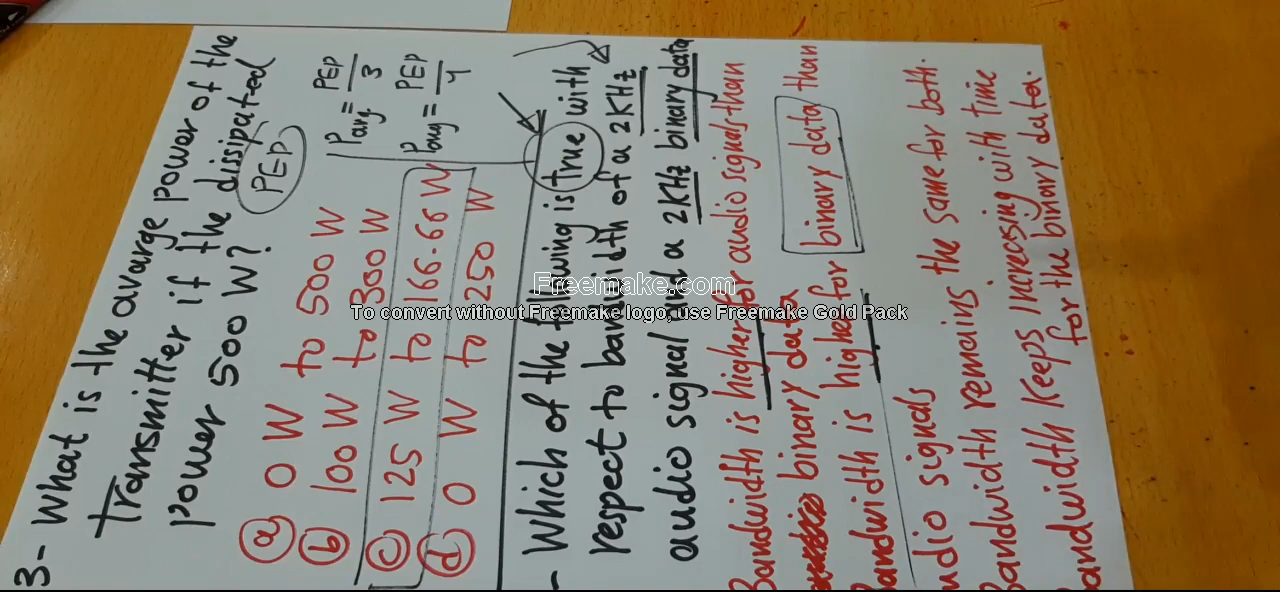 3- What is the avarge power of the
Transmitter if the dissipated
power 500 W? PEP
ⓐ 0 W to 500 W
ⓑ 100 W to 300 W
ⓒ 125 W to 166.66 W
ⓓ 0 W to 250 W
Pavg = PEP/3
Pavg = PEP/4
- Which of the following is true with
respect to bandwidth of a 2KHz
audio signal and a 2KHz binary data
Bandwidth is higher for audio signals than
binary data
Bandwidth is higher for binary data than
udio signals
Bandwidth remains the same for both.
Bandwidth Keeps increasing with time
for the binary data.
Freemake.com
To convert without Freemake logo, use Freemake Gold Pack